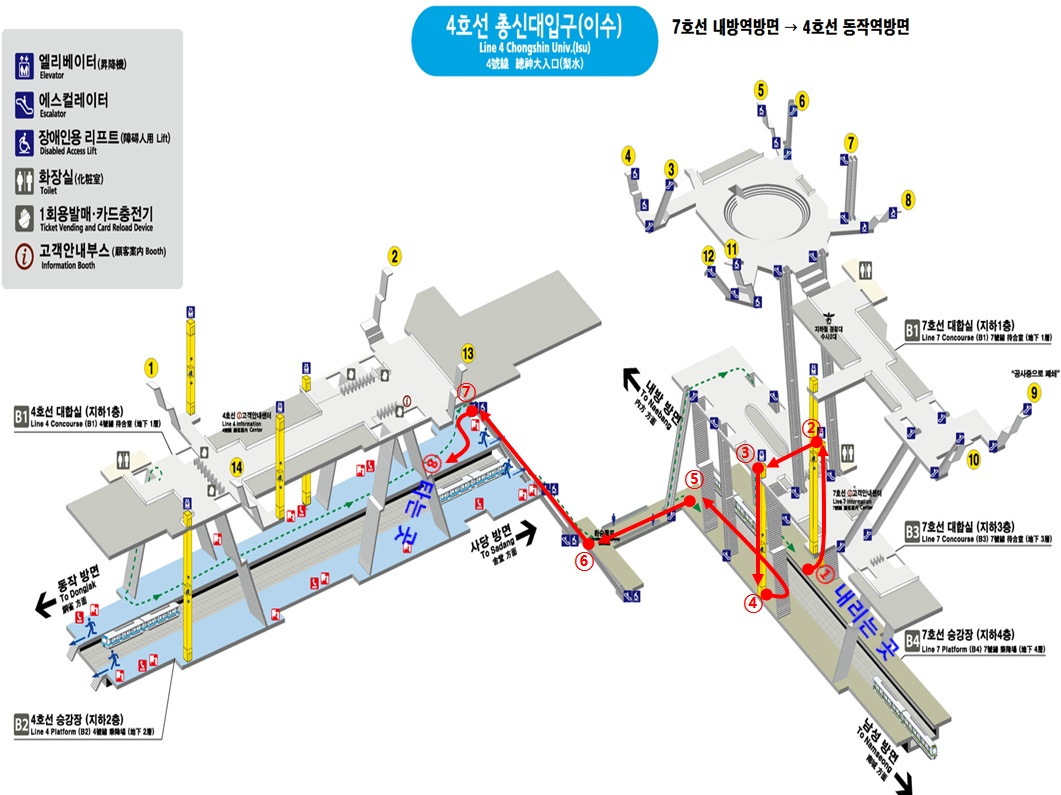 4호선 총신대입구(이수)
Line 4 Chongshin Univ.(Isu)
4號線 總神大入口(梨水)
7호선 내방역방면 → 4호선 동작역방면
엘리베이터(昇降機)
Elevator
에스컬레이터
Escalator
장애인용 리프트(障碍人用 Lift)
Disabled Access Lift
화장실(化粧室)
Toilet
1회용발매·카드충전기
Ticket Vending and Card Reload Device
고객안내부스(顧客案內 Booth)
Information Booth
5
6
4
3
7
8
12
11
2
1
13
14
9
10
"공사중으로 폐쇄"
B1
7호선 대합실 (지하1층)
Line 7 Concourse (B1) 7號線 待合室 (地下 1層)
지하철 경찰대
수사2대
내방 방면
To Naebang
內方 方面
B1
4호선 대합실 (지하1층)
Line 4 Concourse (B1) 4號線 待合室 (地下 1層)
4호선 고객안내센터
Line 4 Information
7호선 고객안내센터
Line 7 Information
B3
7호선 대합실 (지하3층)
Line 7 Concourse (B3) 7號線 待合室 (地下 3層)
B4
7호선 승강장 (지하4층)
Line 7 Platform (B4) 7號線 乘降場 (地下 4層)
①
내리는 곳
②
③
④
⑤
⑥
⑦
⑧
타는 곳
사당 방면
To Sadang
舍堂 方面
동작 방면
To Dongjak
銅雀 方面
환승통로
B2
4호선 승강장 (지하2층)
Line 4 Platform (B2) 4號線 乘降場 (地下 2層)
남성 방면
To Namseong
南城 方面